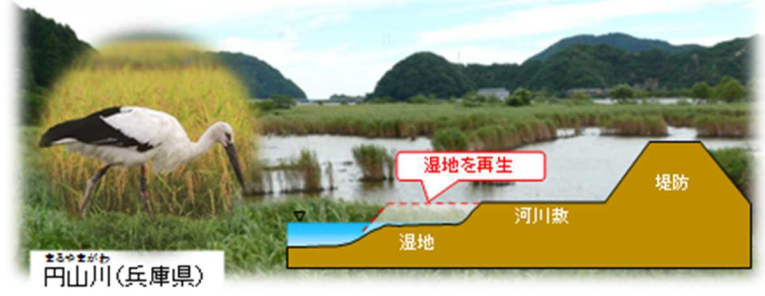 湿地を再生
堤防
河川敷
湿地
まるやまがわ
円山川(兵庫県)